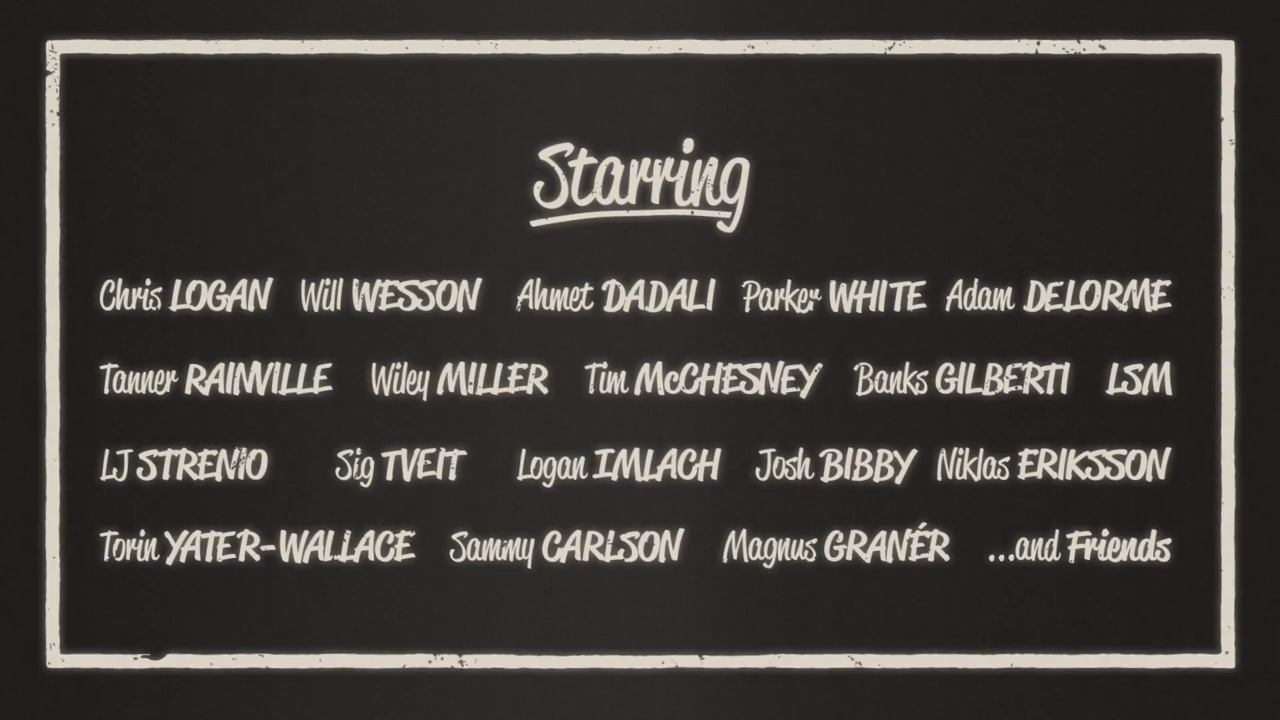 Starring
Chris LOGAN Will WESSON Ahmet DADALI Parker WHITE Adam DELORME
Tanner RAINVILLE Wiley MILLER Tim McCHESNEY Banks GILBERTI LSM
LJ STRENIO Sig TVEIT Logan IMLACH Josh BIBBY Niklas ERIKSSON
Torin YATER-WALLACE Sammy CARLSON Magnus GRANÉR ...and Friends